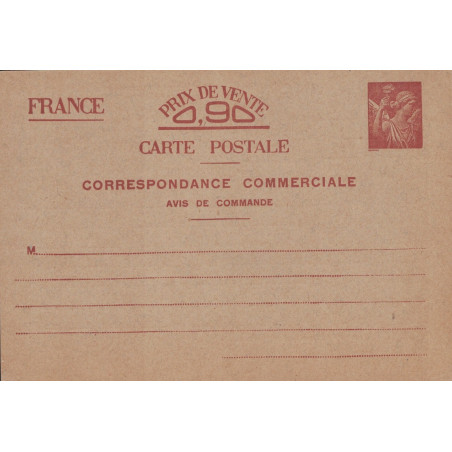 FRANCE
PRIX DE VENTE
0,90
CARTE POSTALE
CORRESPONDANCE COMMERCIALE
AVIS DE COMMANDE
M